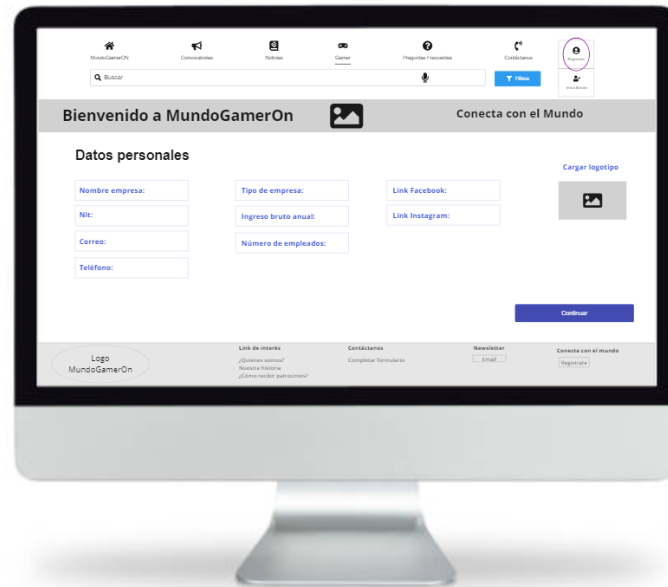 MundoGamerON
Convocatorias
Noticias
Gamer
Preguntas Frecuentes
Contáctanos
Registrate
Buscar
Filtros
Inicia Sesión
Bienvenido a MundoGamerOn
Conecta con el Mundo
Datos personales
Cargar logotipo
Nombre empresa:
Tipo de empresa:
Link Facebook:
Nit:
Ingreso bruto anual:
Link Instagram:
Correo:
Número de empleados:
Teléfono:
Continuar
Logo
MundoGamerOn
Link de interés
¿Quienes somos?
Nuestra historia
¿Cómo recibir patrocinios?
Contáctanos
Completar formulario
Newsletter
Email
Conecta con el mundo
Registrate